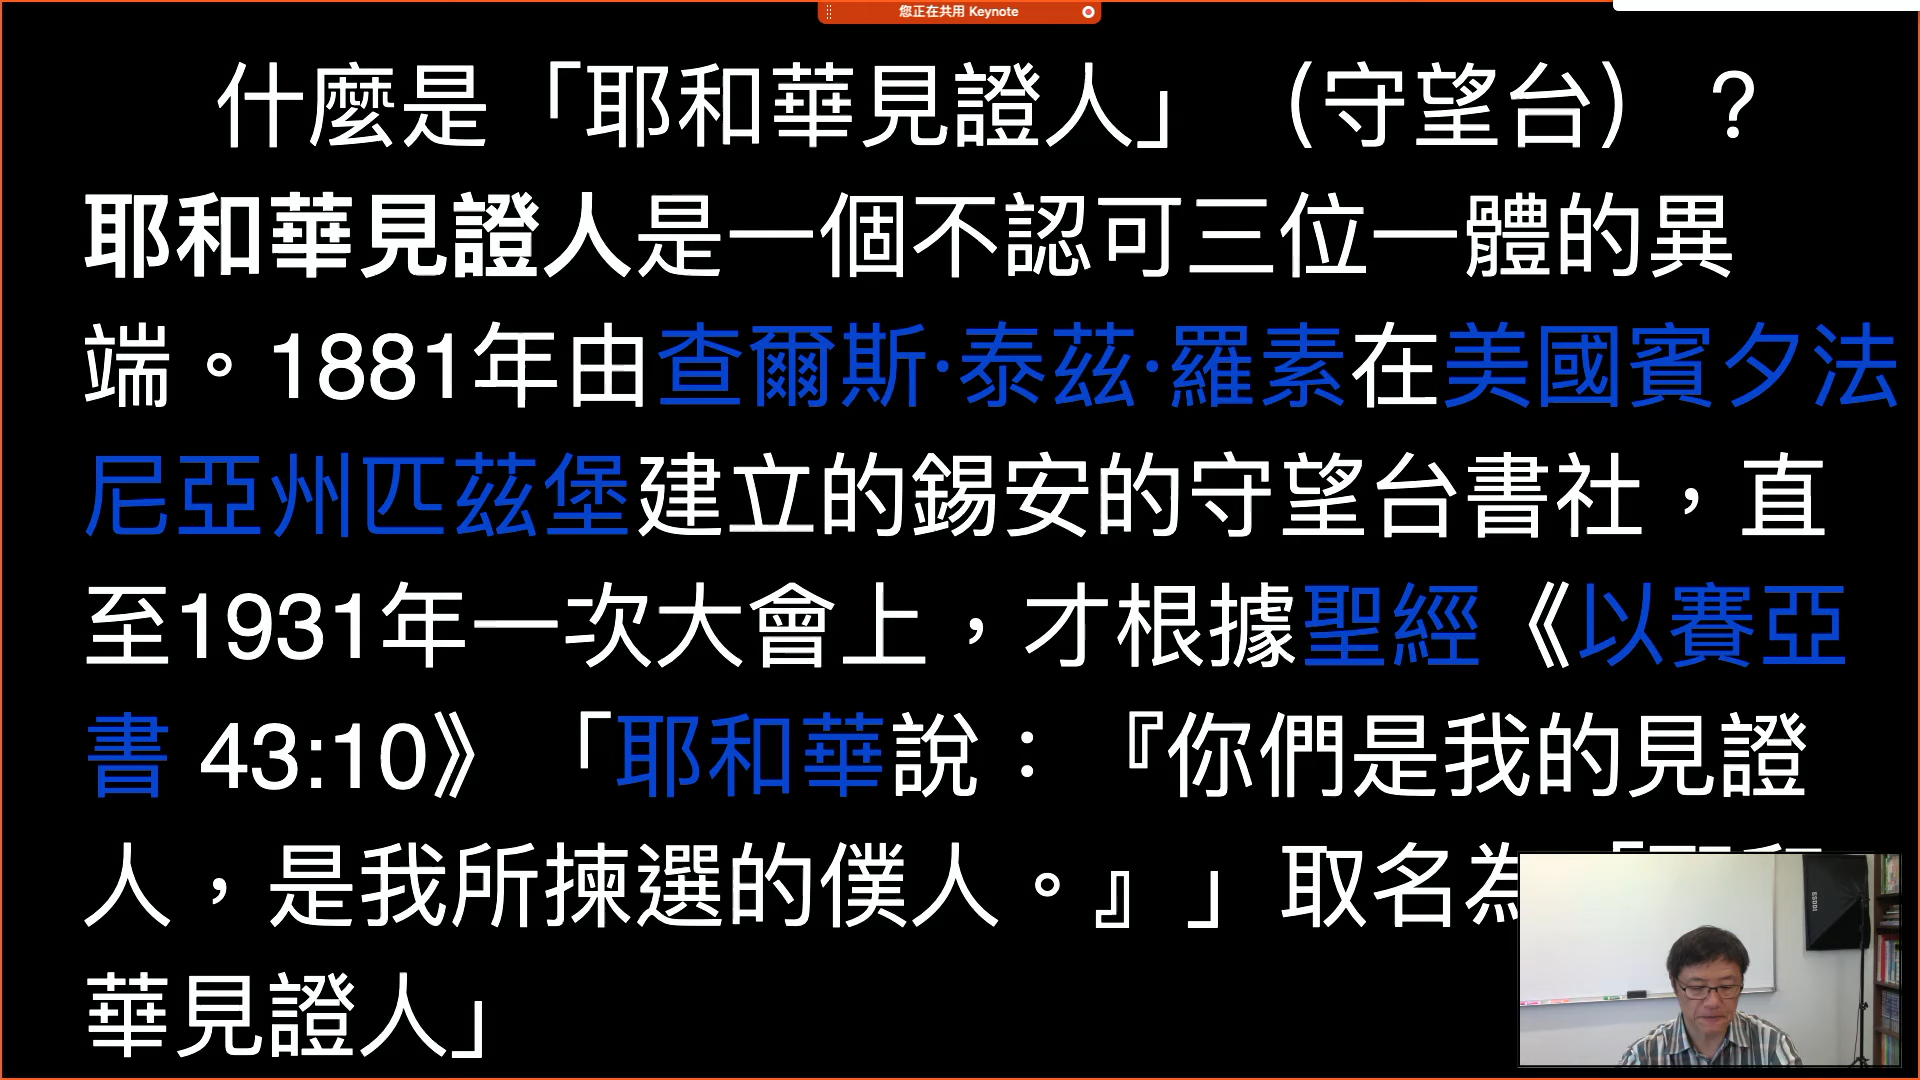 您正在共用 Keynote
什麼是「耶和華見證人」（守望台）？
耶和華見證人是一個不認可三位一體的異
端。1881年由查爾斯·泰茲·羅素在美國賓夕法
尼亞州匹茲堡建立的錫安的守望台書社，直
至1931年一次大會上，才根據聖經《以賽亞
書 43:10》「耶和華說：『你們是我的見證
人，是我所揀選的僕人。』」取名為
華見證人」